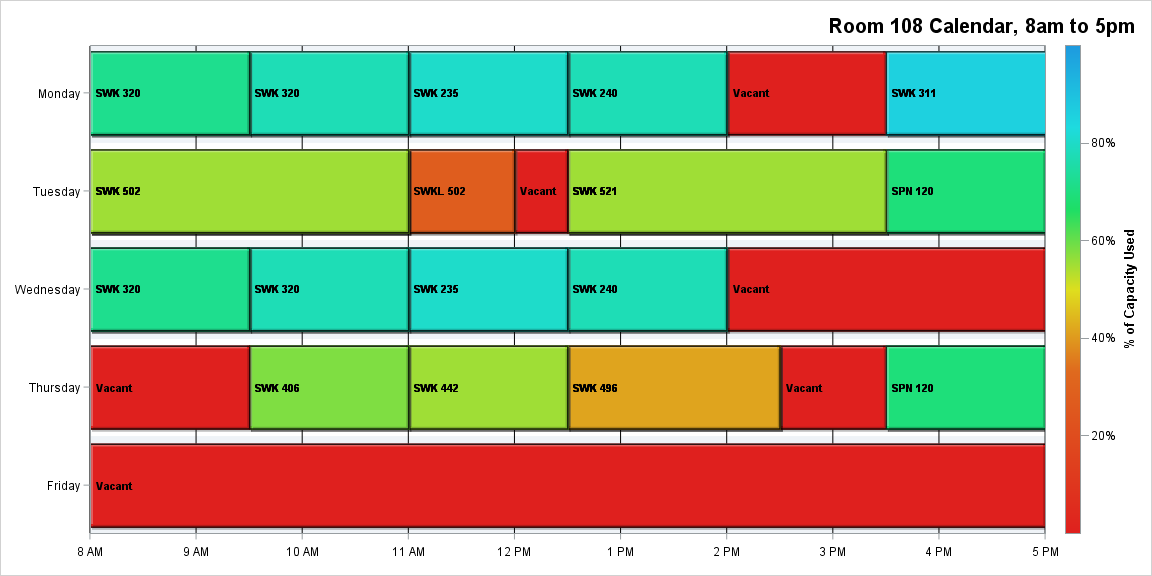 Room 108 Calendar, 8am to 5pm
Monday
SWK 320
SWK 320
SWK 235
SWK 240
Vacant
SWK 311
Tuesday
SWK 502
SWKL 502
Vacant
SWK 521
SPN 120
Wednesday
SWK 320
SWK 320
SWK 235
SWK 240
Vacant
Thursday
Vacant
SWK 406
SWK 442
SWK 496
Vacant
SPN 120
Friday
Vacant
8 AM
9 AM
10 AM
11 AM
12 PM
1 PM
2 PM
3 PM
4 PM
5 PM
80%
60%
40%
20%
% of Capacity Used